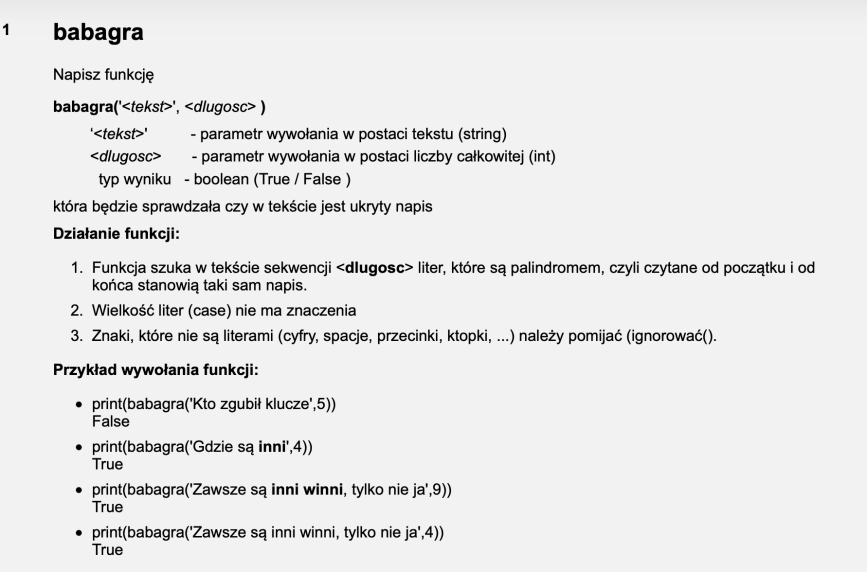 1 babagra
Napisz funkcję
babagra('<tekst>', <dlugosc> )
'<tekst>' - parametr wywołania w postaci tekstu (string)
<dlugosc> - parametr wywołania w postaci liczby całkowitej (int)
typ wyniku - boolean (True / False )
która będzie sprawdzała czy w tekście jest ukryty napis
Działanie funkcji:
1. Funkcja szuka w tekście sekwencji <dlugosc> liter, które są palindromem, czyli czytane od początku i od
końca stanowią taki sam napis.
2. Wielkość liter (case) nie ma znaczenia
3. Znaki, które nie są literami (cyfry, spacje, przecinki, ktopki, ...) należy pomijać (ignorować().
Przykład wywołania funkcji:
• print(babagra('Kto zgubił klucze',5))
False
• print(babagra('Gdzie są inni',4))
True
• print(babagra('Zawsze są inni winni, tylko nie ja',9))
True
• print(babagra('Zawsze są inni winni, tylko nie ja',4))
True